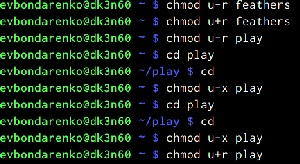 evbondarenko@dk3n60 ~ $ chmod u-r feathers
evbondarenko@dk3n60 ~ $ chmod u+r feathers
evbondarenko@dk3n60 ~ $ chmod u-r play
evbondarenko@dk3n60 ~ $ cd play
evbondarenko@dk3n60 ~/play $ cd
evbondarenko@dk3n60 ~ $ chmod u-x play
evbondarenko@dk3n60 ~ $ cd play
evbondarenko@dk3n60 ~/play $ cd
evbondarenko@dk3n60 ~ $ chmod u-x play
evbondarenko@dk3n60 ~ $ chmod u+r play